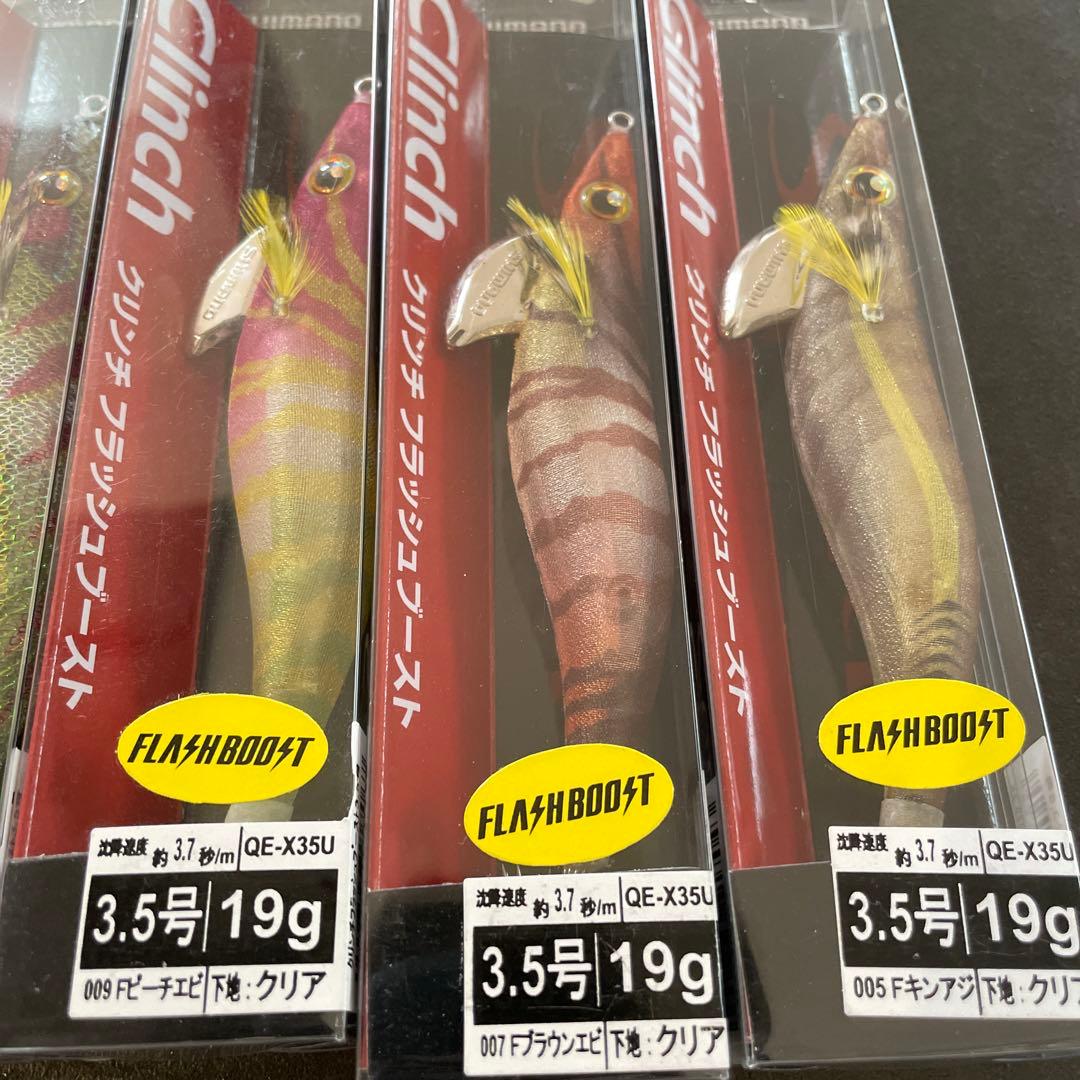 Clinch
クリンチ フラッシュブースト
SHIMANO
FLASHBOOST
沈降速度 約3.7秒/m QE-X35U
3.5号 19g
009 Fピーチエビ 下地:クリア
SHIMANO
Clinch
クリンチ フラッシュブースト
SHIMANO
FLASHBOOST
沈降速度 約3.7秒/m QE-X35U
3.5号 19g
007 Fブラウンエビ 下地:クリア
SHIMANO
Clinch
クリンチ フラッシュブースト
SHIMANO
FLASHBOOST
沈降速度 約3.7秒/m QE-X35U
3.5号 19g
005 Fキンアジ 下地:クリア